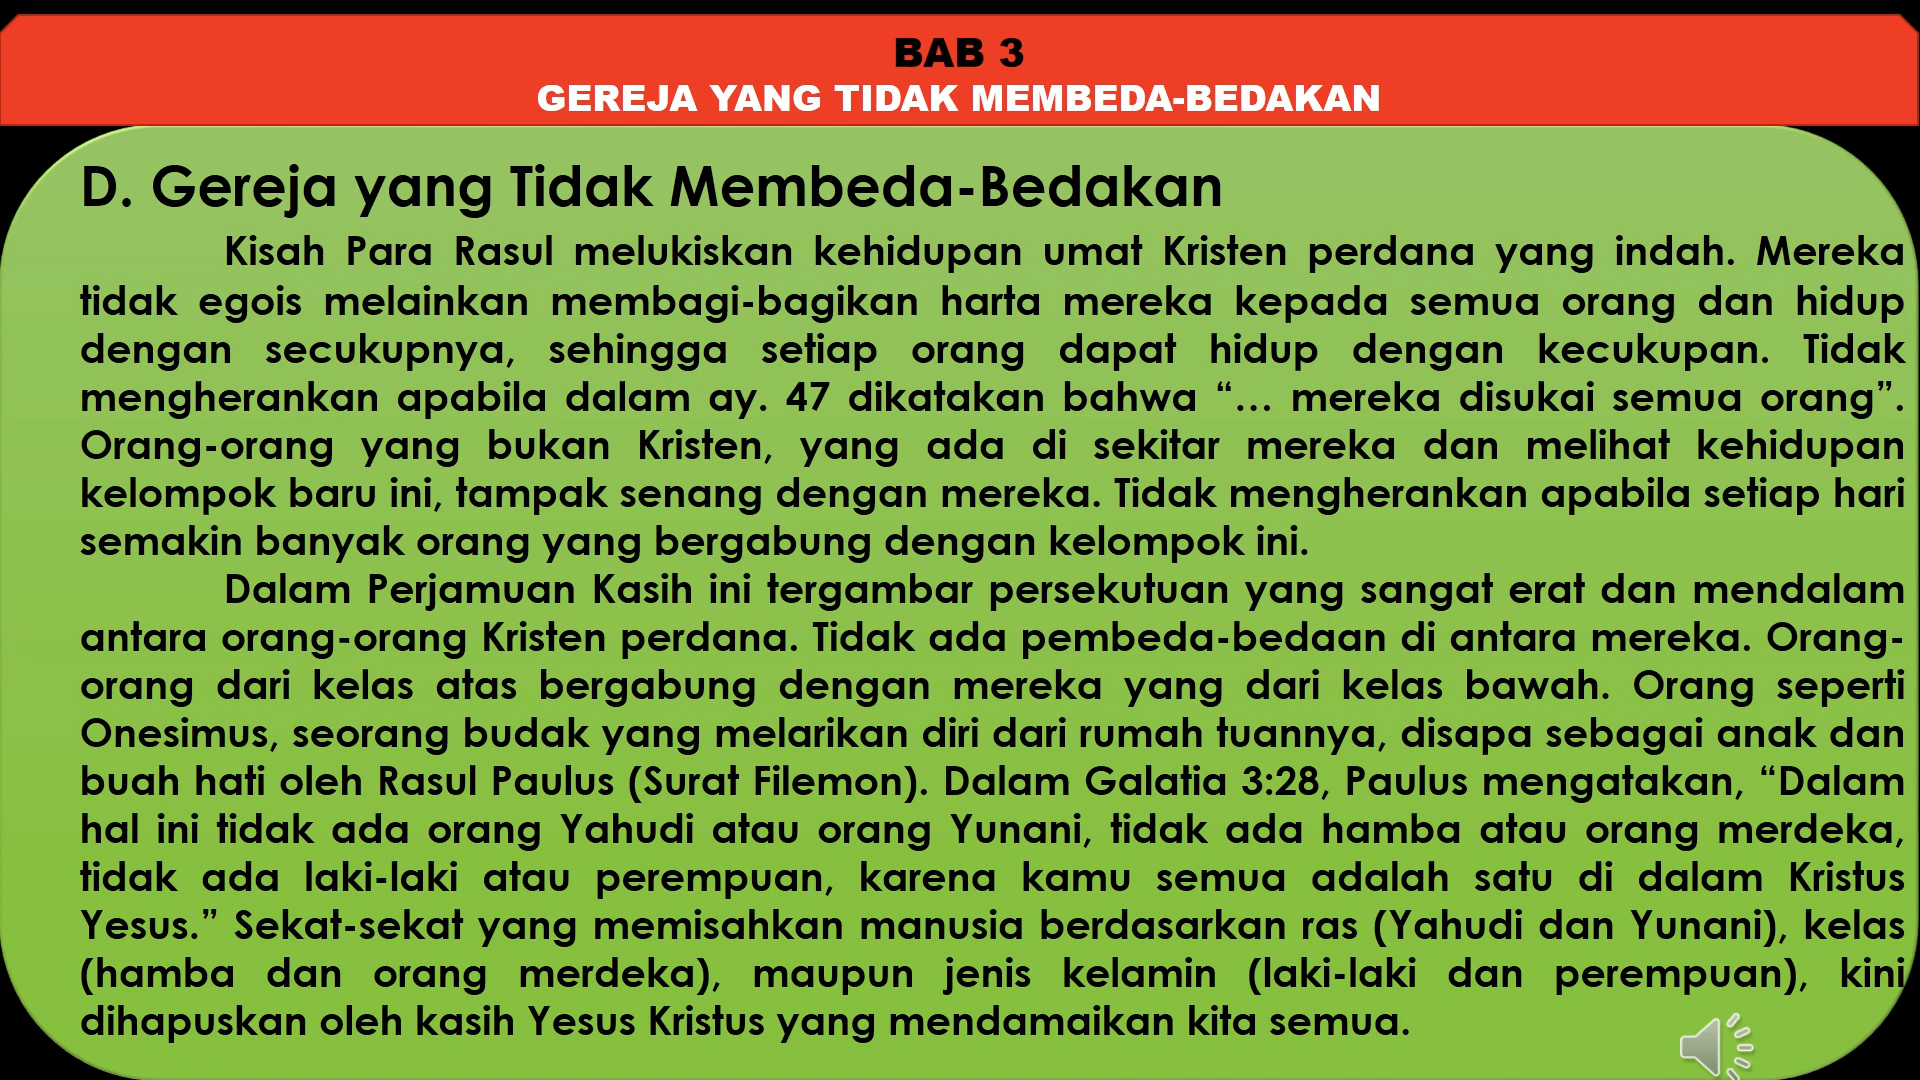 BAB 3
GEREJA YANG TIDAK MEMBEDA-BEDAKAN
D. Gereja yang Tidak Membeda-Bedakan
Kisah Para Rasul melukiskan kehidupan umat Kristen perdana yang indah. Mereka
tidak egois melainkan membagi-bagikan harta mereka kepada semua orang dan hidup
dengan secukupnya, sehingga setiap orang dapat hidup dengan kecukupan. Tidak
mengherankan apabila dalam ay. 47 dikatakan bahwa “… mereka disukai semua orang”.
Orang-orang yang bukan Kristen, yang ada di sekitar mereka dan melihat kehidupan
kelompok baru ini, tampak senang dengan mereka. Tidak mengherankan apabila setiap hari
semakin banyak orang yang bergabung dengan kelompok ini.
Dalam Perjamuan Kasih ini tergambar persekutuan yang sangat erat dan mendalam
antara orang-orang Kristen perdana. Tidak ada pembeda-bedaan di antara mereka. Orang-
orang dari kelas atas bergabung dengan mereka yang dari kelas bawah. Orang seperti
Onesimus, seorang budak yang melarikan diri dari rumah tuannya, disapa sebagai anak dan
buah hati oleh Rasul Paulus (Surat Filemon). Dalam Galatia 3:28, Paulus mengatakan, “Dalam
hal ini tidak ada orang Yahudi atau orang Yunani, tidak ada hamba atau orang merdeka,
tidak ada laki-laki atau perempuan, karena kamu semua adalah satu di dalam Kristus
Yesus.” Sekat-sekat yang memisahkan manusia berdasarkan ras (Yahudi dan Yunani), kelas
(hamba dan orang merdeka), maupun jenis kelamin (laki-laki dan perempuan), kini
dihapuskan oleh kasih Yesus Kristus yang mendamaikan kita semua.